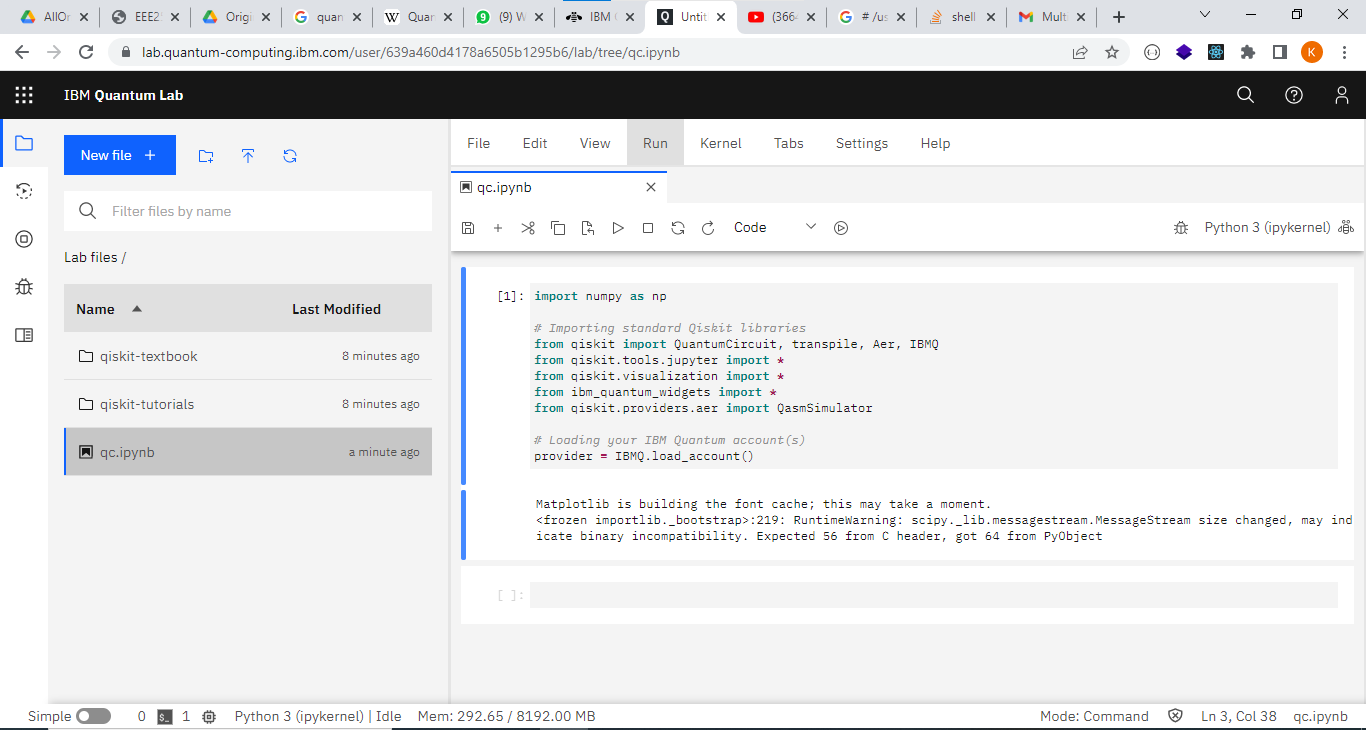 AllOr
EEE2
Origi
quan
Quar
(9) W
IBM
Untit
(366
# /us
shell
Multi
lab.quantum-computing.ibm.com/user/639a460d4178a6505b1295b6/lab/tree/qc.ipynb
K
IBM Quantum Lab
New file +
Filter files by name
Lab files /
Name Last Modified
qiskit-textbook 8 minutes ago
qiskit-tutorials 8 minutes ago
qc.ipynb a minute ago
File Edit View Run Kernel Tabs Settings Help
qc.ipynb
Code
Python 3 (ipykernel)
[1]: import numpy as np
# Importing standard Qiskit libraries
from qiskit import QuantumCircuit, transpile, Aer, IBMQ
from qiskit.tools.jupyter import *
from qiskit.visualization import *
from ibm_quantum_widgets import *
from qiskit.providers.aer import QasmSimulator
# Loading your IBM Quantum account(s)
provider = IBMQ.load_account()
Matplotlib is building the font cache; this may take a moment.
<frozen importlib._bootstrap>:219: RuntimeWarning: scipy._lib.messagestream.MessageStream size changed, may ind
icate binary incompatibility. Expected 56 from C header, got 64 from PyObject
[ ]:
Simple 0 $_ 1 Python 3 (ipykernel) | Idle Mem: 292.65 / 8192.00 MB Mode: Command Ln 3, Col 38 qc.ipynb